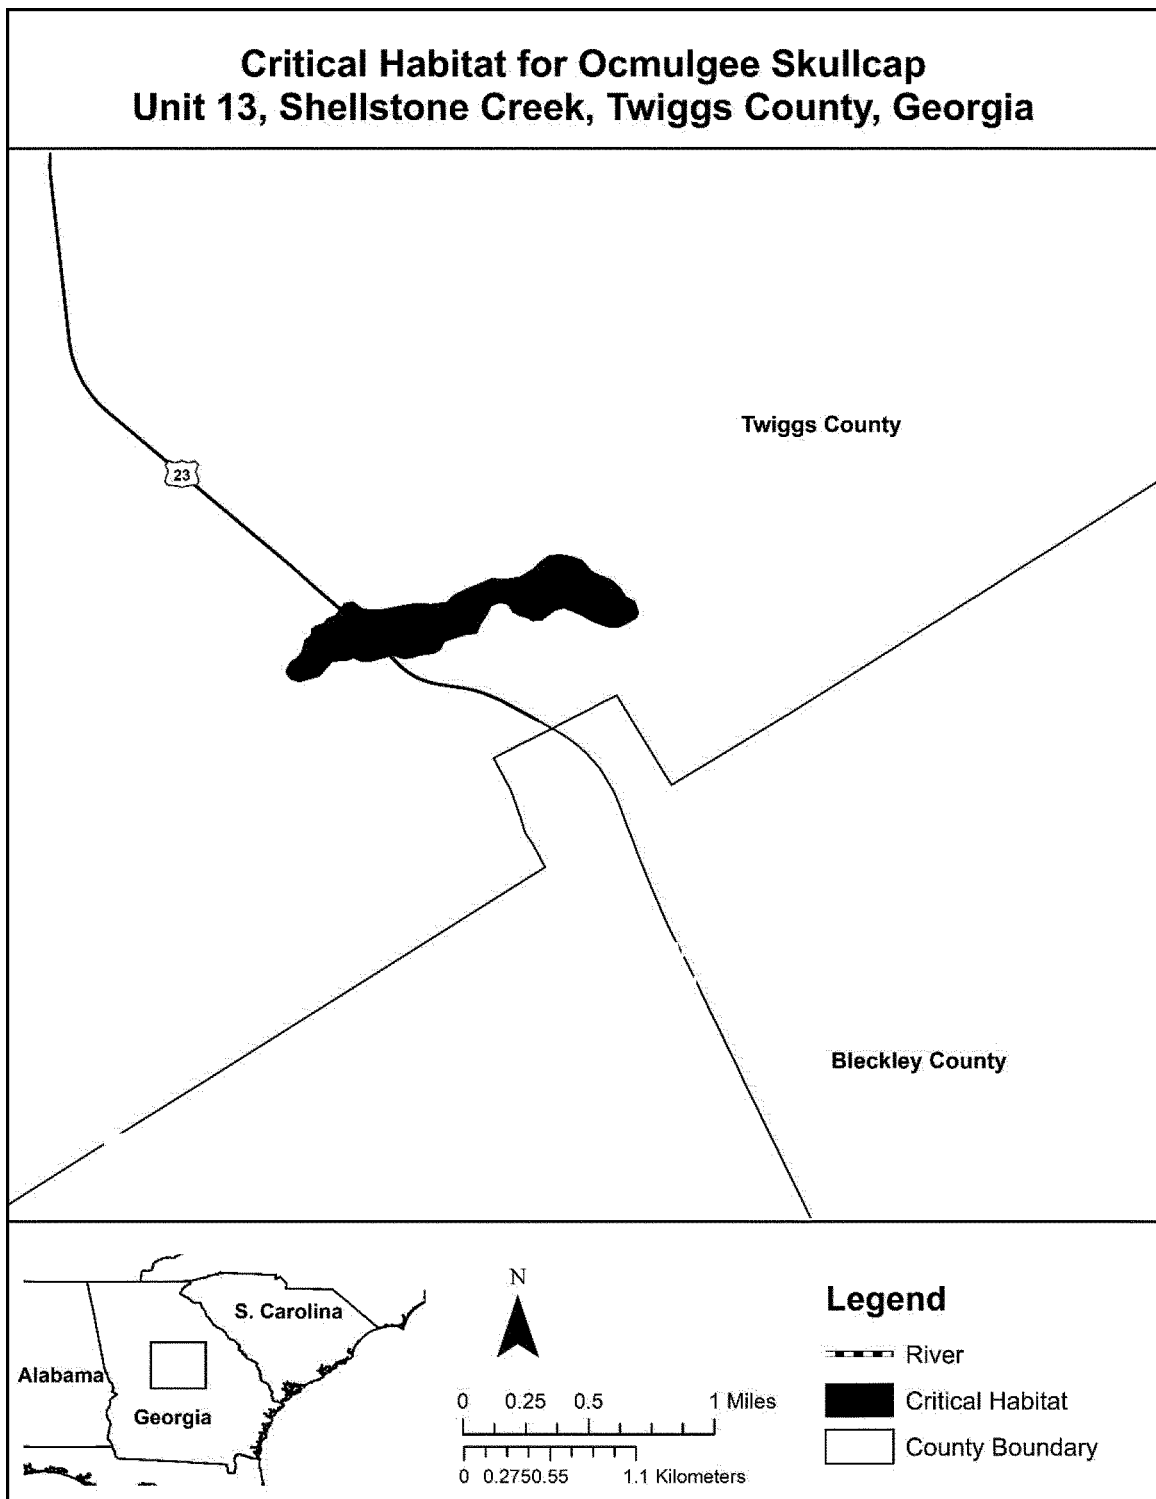 Critical Habitat for Ocmulgee Skullcap
Unit 13, Shellstone Creek, Twiggs County, Georgia
Twiggs County
23
Bleckley County
S. Carolina
Alabama
Georgia
N
0 0.25 0.5 1 Miles
0 0.2750.55 1.1 Kilometers
Legend
River
Critical Habitat
County Boundary